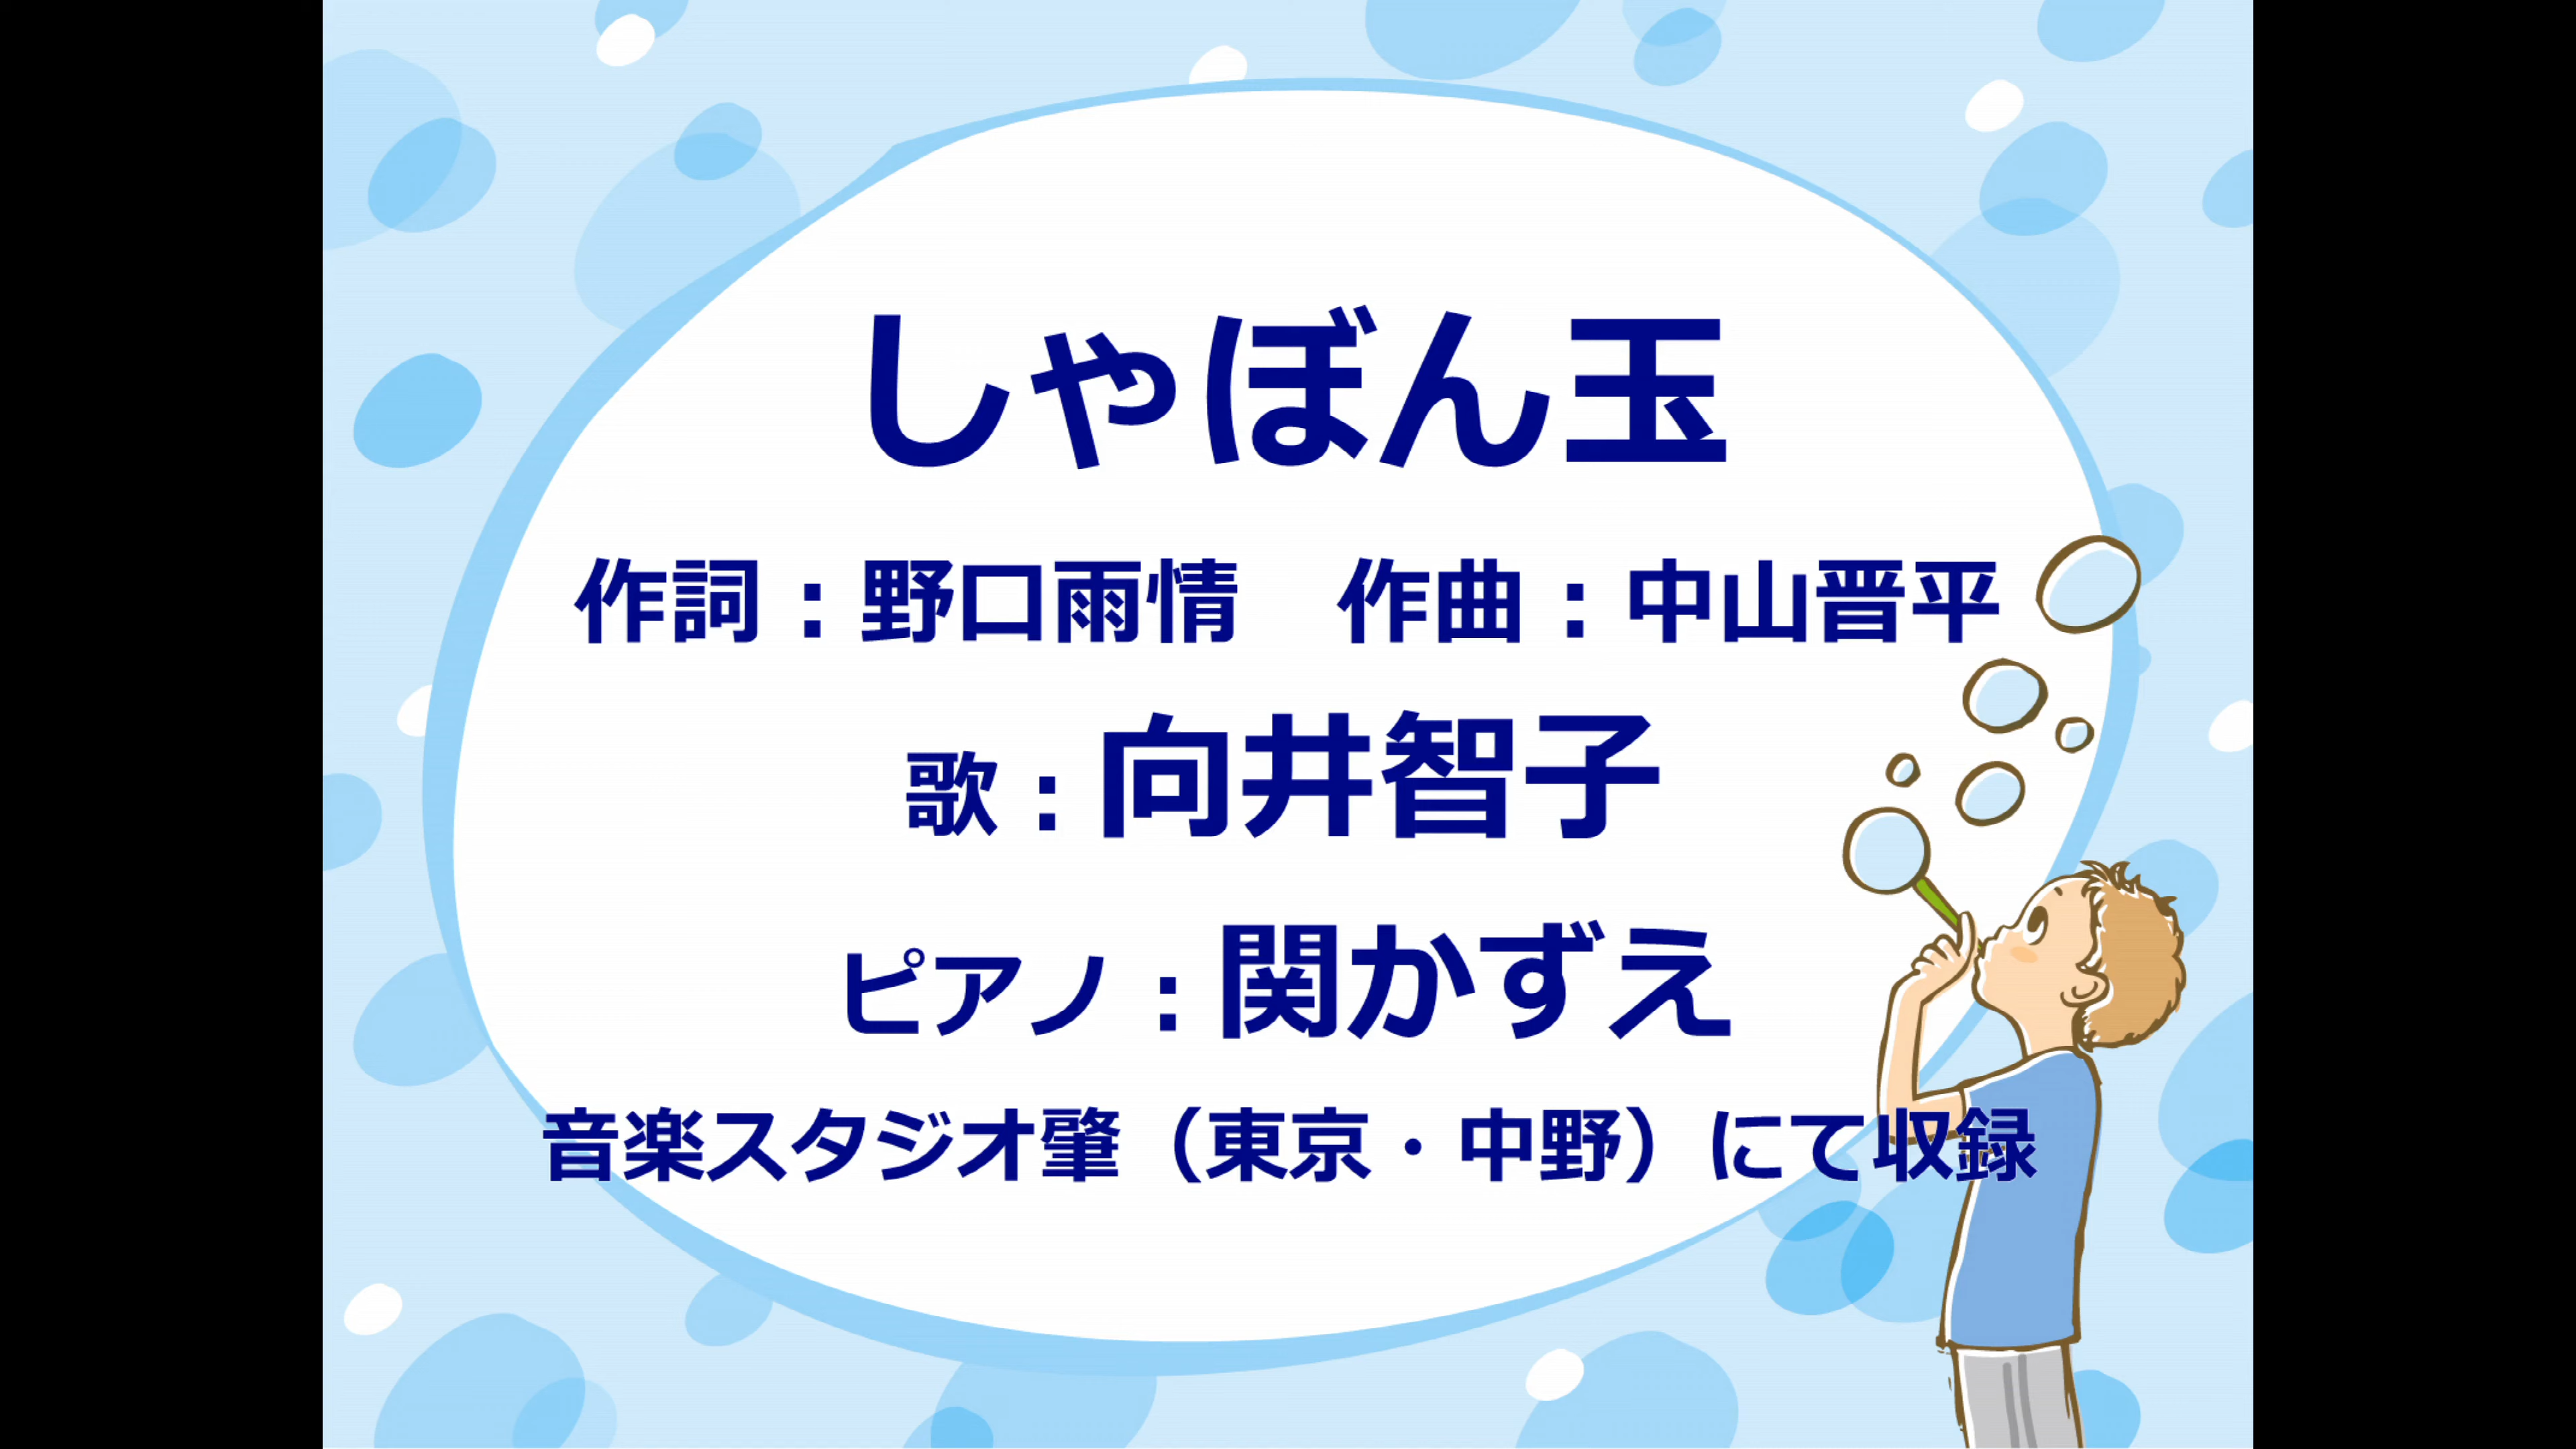 しゃぼん玉
作詞：野口雨情　作曲：中山晋平
歌：向井智子
ピアノ：関かずえ
音楽スタジオ肇（東京・中野）にて収録